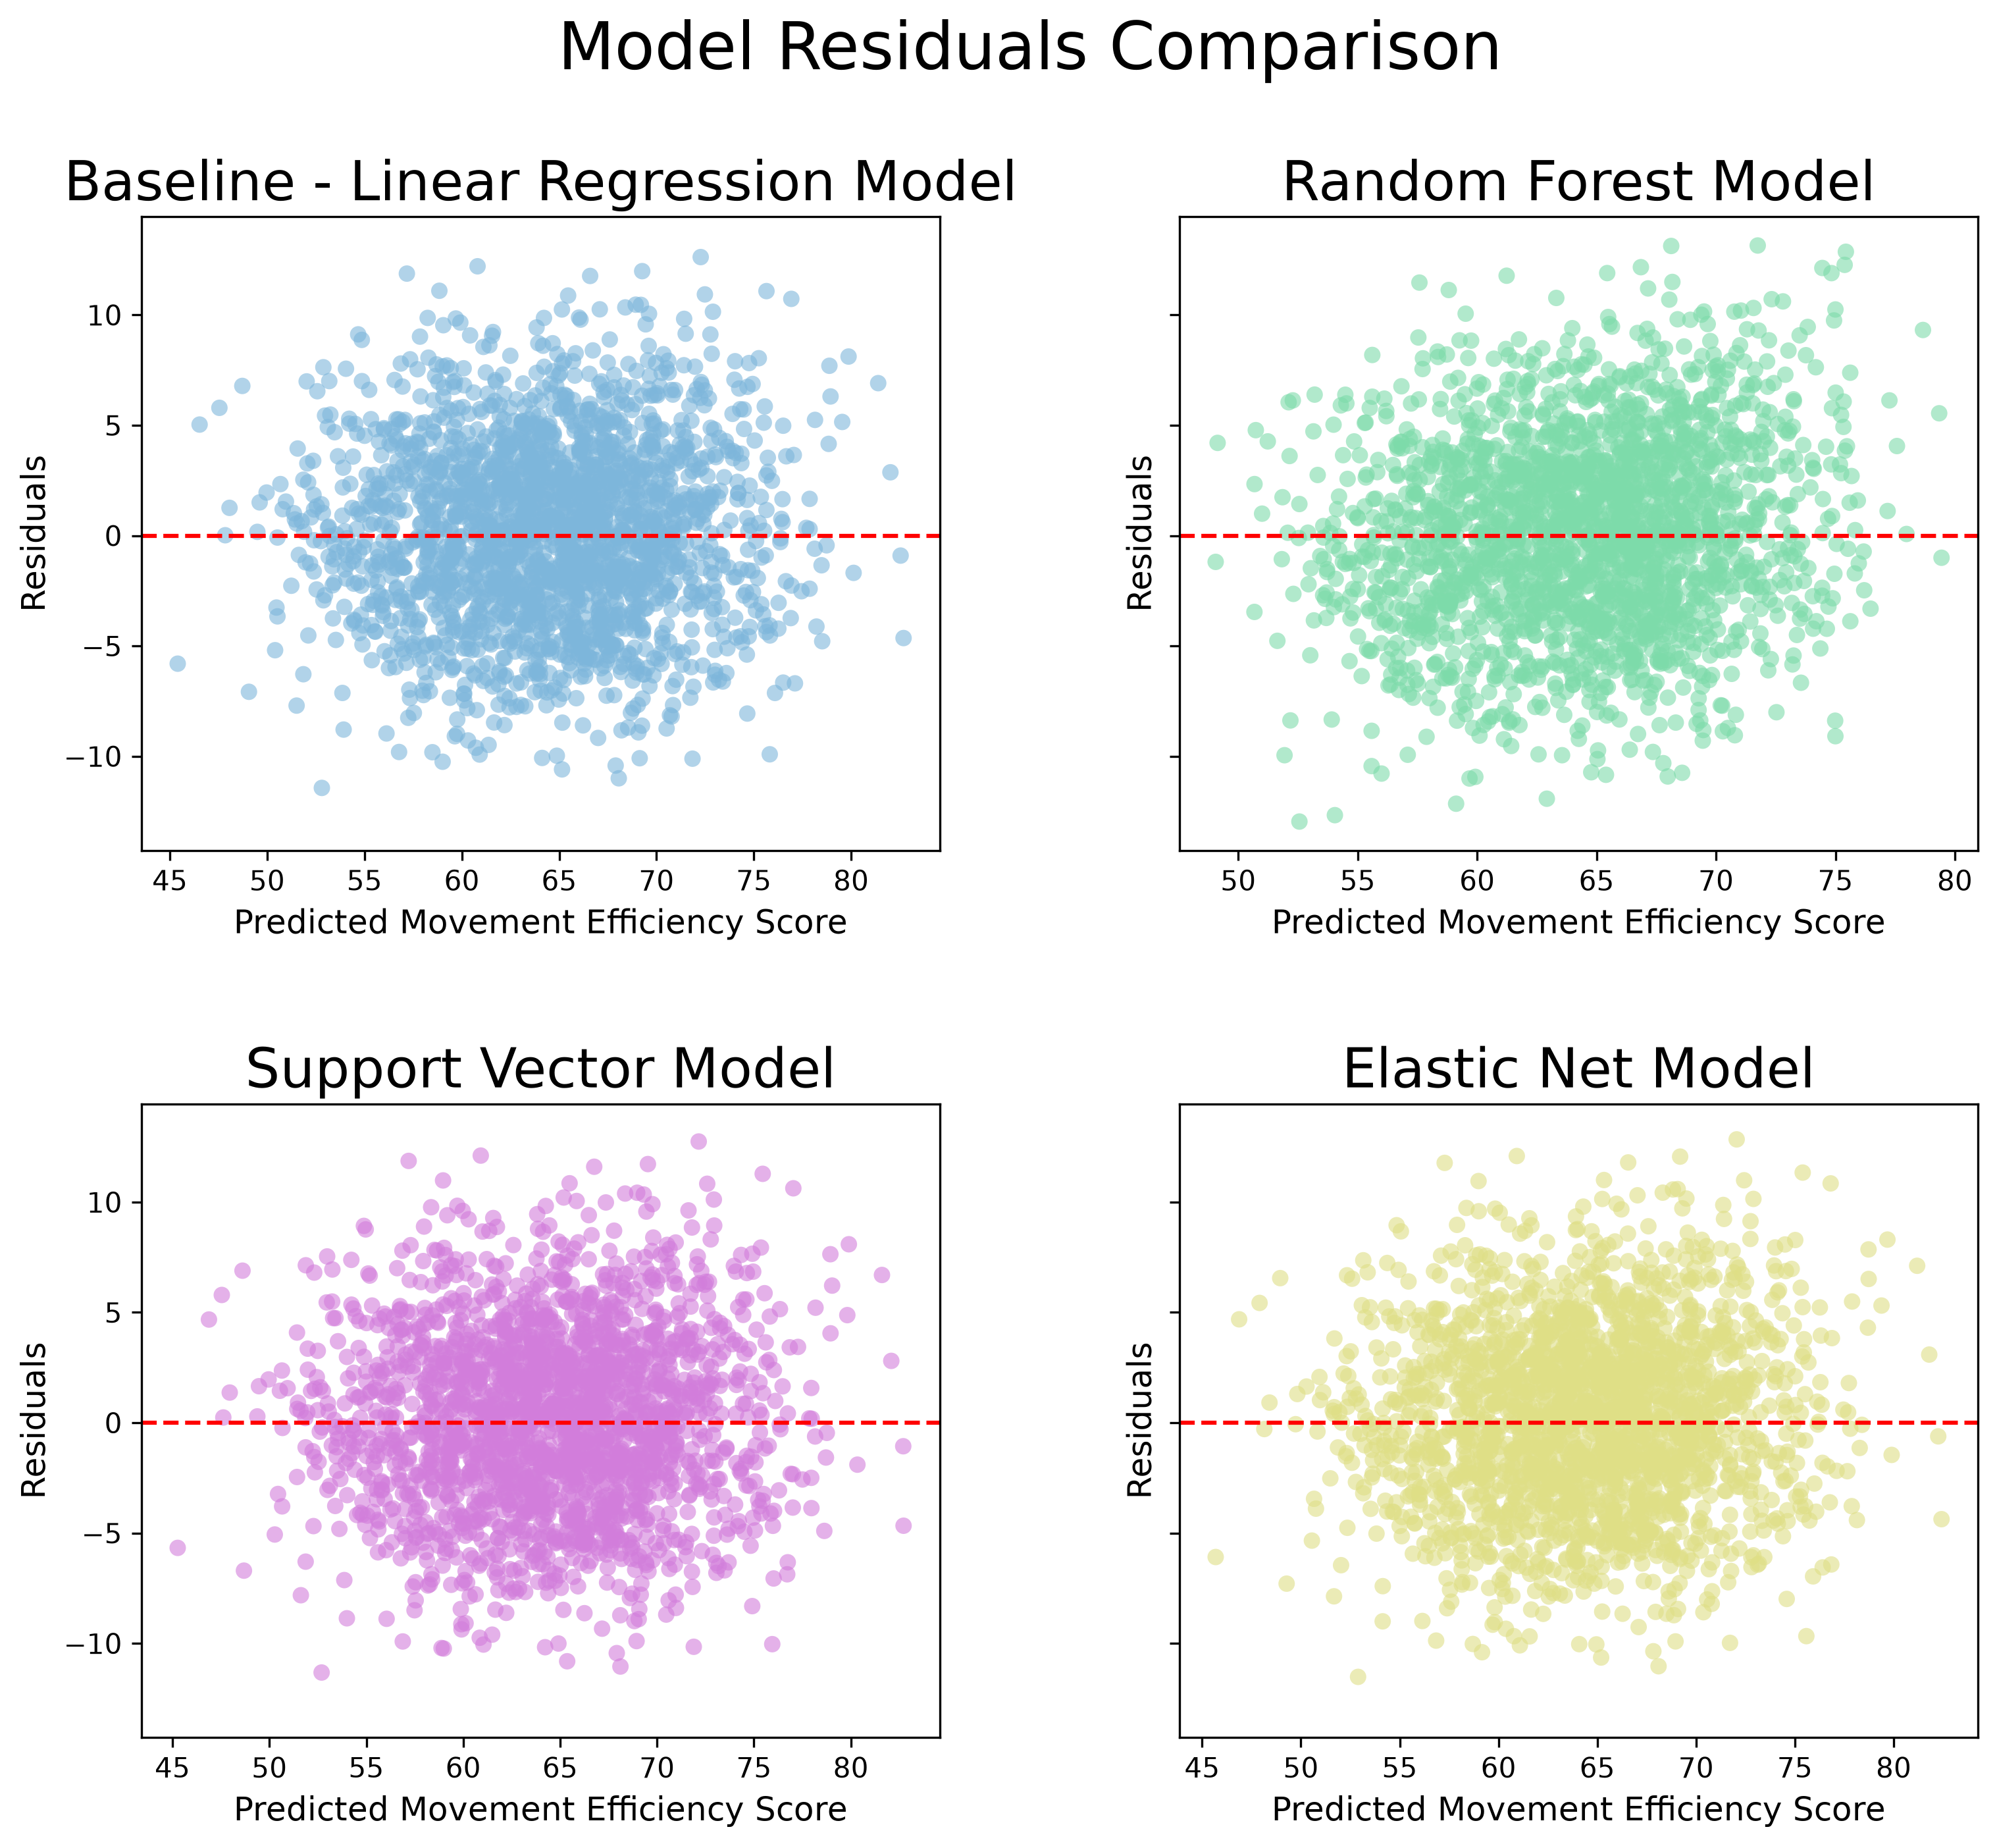 Model Residuals Comparison
Baseline - Linear Regression Model
Random Forest Model
Residuals
10
5
0
−5
−10
45 50 55 60 65 70 75 80
Predicted Movement Efficiency Score
Residuals
50 55 60 65 70 75 80
Predicted Movement Efficiency Score
Support Vector Model
Elastic Net Model
Residuals
10
5
0
−5
−10
45 50 55 60 65 70 75 80
Predicted Movement Efficiency Score
Residuals
45 50 55 60 65 70 75 80
Predicted Movement Efficiency Score